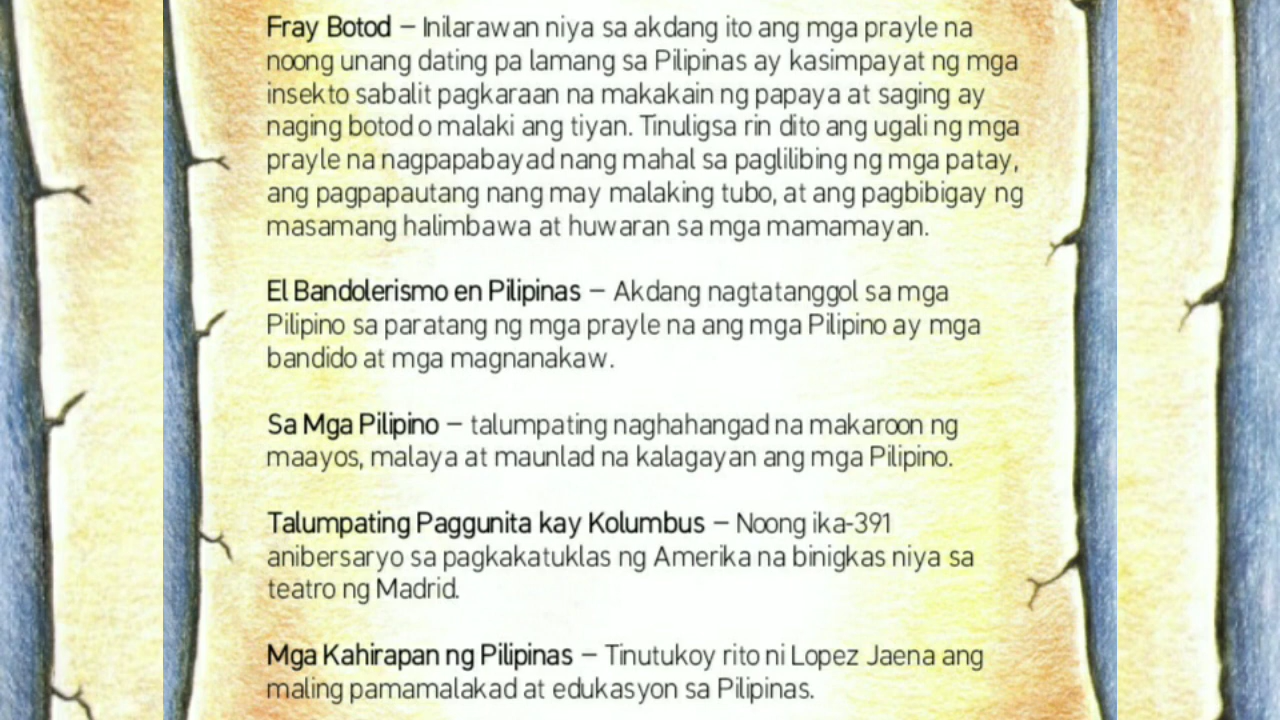 Fray Botod – Inilarawan niya sa akdang ito ang mga prayle na
noong unang dating pa lamang sa Pilipinas ay kasimpayat ng mga
insekto sabalit pagkaraan na makakain ng papaya at saging ay
naging botod o malaki ang tiyan. Tinuligsa rin dito ang ugali ng mga
prayle na nagpapabayad nang mahal sa paglilibing ng mga patay,
ang pagpapautang nang may malaking tubo, at ang pagbibigay ng
masamang halimbawa at huwaran sa mga mamamayan.
El Bandolerismo en Pilipinas – Akdang nagtatanggol sa mga
Pilipino sa paratang ng mga prayle na ang mga Pilipino ay mga
bandido at mga magnanakaw.
Sa Mga Pilipino – talumpating naghahangad na makaroon ng
maayos, malaya at maunlad na kalagayan ang mga Pilipino.
Talumpating Paggunita kay Kolumbus – Noong ika-391
anibersaryo sa pagkakatuklas ng Amerika na binigkas niya sa
teatro ng Madrid.
Mga Kahirapan ng Pilipinas – Tinutukoy rito ni Lopez Jaena ang
maling pamamalakad at edukasyon sa Pilipinas.